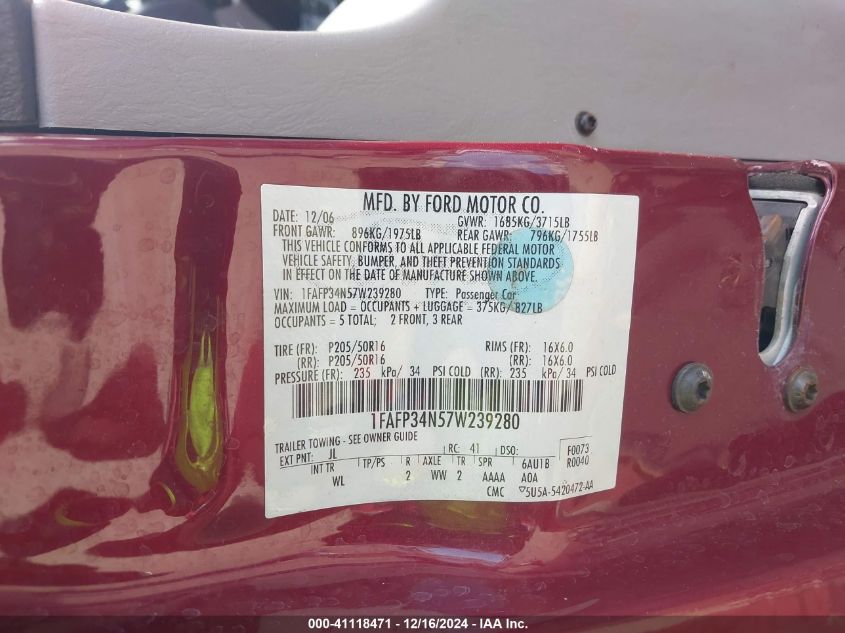 MFD. BY FORD MOTOR CO.
DATE: 12/06 GVWR: 1685KG/3715LB
FRONT GAWR: 896KG/1975LB REAR GAWR: 796KG/1755LB
THIS VEHICLE CONFORMS TO ALL APPLICABLE FEDERAL MOTOR
VEHICLE SAFETY, BUMPER, AND THEFT PREVENTION STANDARDS
IN EFFECT ON THE DATE OF MANUFACTURE SHOWN ABOVE.
VIN: 1FAFP34N57W239280 TYPE: Passenger Car
MAXIMUM LOAD = OCCUPANTS + LUGGAGE = 375KG/ 827LB
OCCUPANTS = 5 TOTAL; 2 FRONT, 3 REAR
TIRE (FR): P205/50R16 RIMS (FR): 16X6.0
(RR): P205/50R16 (RR): 16X6.0
PRESSURE (FR): 235 kPa/ 34 PSI COLD (RR): 235 kPa/ 34 PSI COLD
1FAFP34N57W239280
TRAILER TOWING - SEE OWNER GUIDE
EXT PNT: JL RC: 41 DSO: F0073
INT TR TP/PS R AXLE TR SPR 6AU1B R0040
WL 2 WW 2 AAAA A0A
CMC 5U5A-5420472-AA
000-41118471 - 12/16/2024 - IAA Inc.